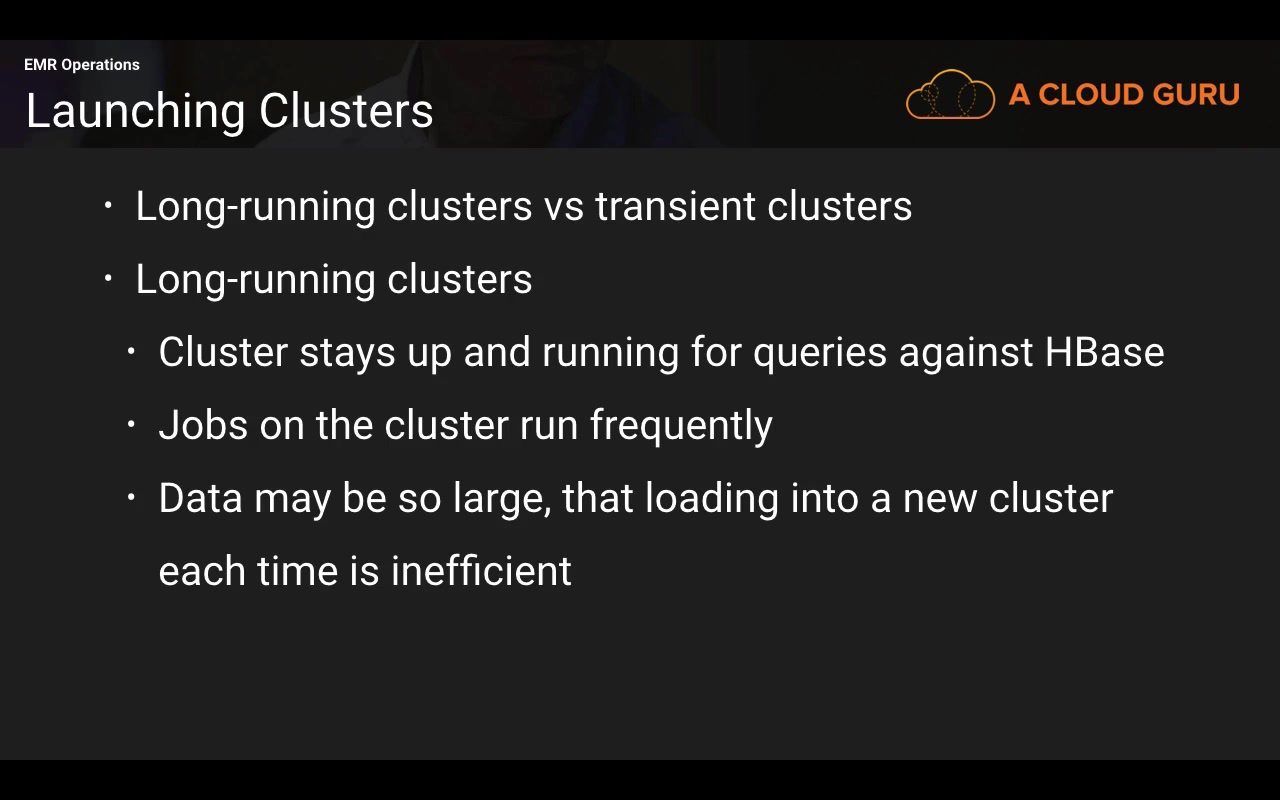 EMR Operations
Launching Clusters
A CLOUD GURU
• Long-running clusters vs transient clusters
• Long-running clusters
• Cluster stays up and running for queries against HBase
• Jobs on the cluster run frequently
• Data may be so large, that loading into a new cluster
each time is inefficient